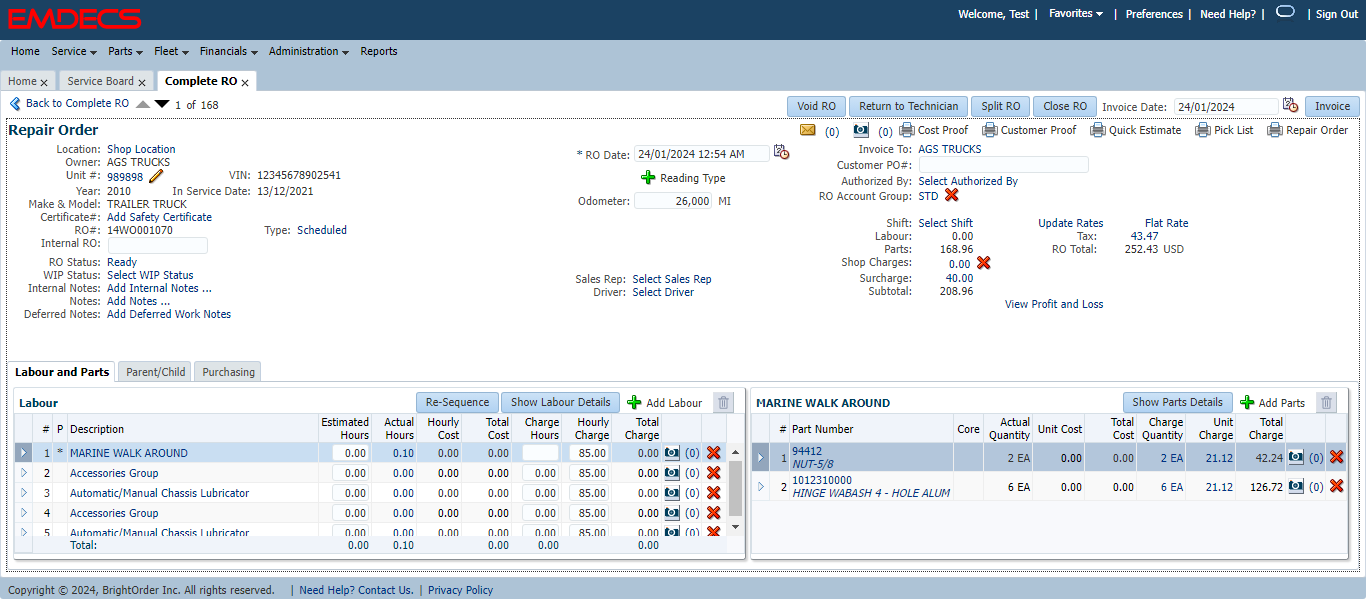 EMDECS
Welcome, Test | Favorites | Preferences | Need Help? | | Sign Out
Home Service Parts Fleet Financials Administration Reports
Home x Service Board x Complete RO x
Back to Complete RO 1 of 168 Void RO Return to Technician Split RO Close RO Invoice Date: 24/01/2024 Invoice
Repair Order (0) (0) Cost Proof Customer Proof Quick Estimate Pick List Repair Order
Location: Shop Location
Owner: AGS TRUCKS
Unit #: 989898 VIN: 12345678902541
Year: 2010 In Service Date: 13/12/2021
Make & Model: TRAILER TRUCK
Certificate#: Add Safety Certificate
RO#: 14WO001070 Type: Scheduled
Internal RO:
RO Status: Ready
WIP Status: Select WIP Status
Internal Notes: Add Internal Notes ...
Notes: Add Notes ...
Deferred Notes: Add Deferred Work Notes
* RO Date: 24/01/2024 12:54 AM
Reading Type
Odometer: 26,000 MI
Sales Rep: Select Sales Rep
Driver: Select Driver
Invoice To: AGS TRUCKS
Customer PO#:
Authorized By: Select Authorized By
RO Account Group: STD
Shift: Select Shift Update Rates Flat Rate
Labour: 0.00 Tax: 43.47
Parts: 168.96 RO Total: 252.43 USD
Shop Charges: 0.00
Surcharge: 40.00
Subtotal: 208.96
View Profit and Loss
Labour and Parts Parent/Child Purchasing
Labour Re-Sequence Show Labour Details Add Labour
# P Description Estimated Hours Actual Hours Hourly Cost Total Cost Charge Hours Hourly Charge Total Charge
1 * MARINE WALK AROUND 0.00 0.10 0.00 0.00 85.00 0.00 (0)
2 Accessories Group 0.00 0.00 0.00 0.00 0.00 85.00 0.00 (0)
3 Automatic/Manual Chassis Lubricator 0.00 0.00 0.00 0.00 0.00 85.00 0.00 (0)
4 Accessories Group 0.00 0.00 0.00 0.00 0.00 85.00 0.00 (0)
5 Automatic/Manual Chassis Lubricator 0.00 0.00 0.00 0.00 0.00 85.00 0.00 (0)
Total: 0.00 0.10 0.00 0.00 0.00
MARINE WALK AROUND Show Parts Details Add Parts
# Part Number Core Actual Quantity Unit Cost Total Cost Charge Quantity Unit Charge Total Charge
1 94412 2 EA 0.00 0.00 2 EA 21.12 42.24 (0)
NUT-5/8
2 1012310000 6 EA 0.00 0.00 6 EA 21.12 126.72 (0)
HINGE WABASH 4 - HOLE ALUM
Copyright © 2024, BrightOrder Inc. All rights reserved. | Need Help? Contact Us. | Privacy Policy